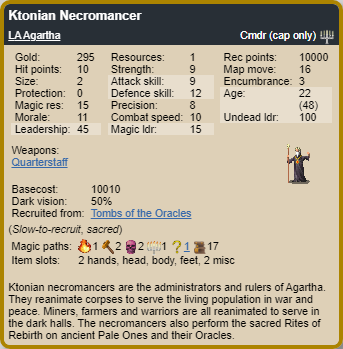 Ktonian Necromancer
LA Agartha Cmdr (cap only)
Gold: 295 Resources: 1 Rec points: 10000
Hit points: 10 Strength: 9 Map move: 16
Size: 2 Attack skill: 9 Encumbrance: 3
Protection: 0 Defence skill: 12 Age: 22
Magic res: 15 Precision: 8 (48)
Morale: 11 Combat speed: 10 Undead ldr: 100
Leadership: 45 Magic ldr: 15
Weapons:
Quarterstaff
Basecost: 10010
Dark vision: 50%
Recruited from: Tombs of the Oracles
(Slow-to-recruit, sacred)
Magic paths: 1 2 2 1 ? 1 17
Item slots: 2 hands, head, body, feet, 2 misc
Ktonian necromancers are the administrators and rulers of Agartha.
They reanimate corpses to serve the living population in war and
peace. Miners, farmers and warriors are all reanimated to serve in
the dark halls. The necromancers also perform the sacred Rites of
Rebirth on ancient Pale Ones and their Oracles.